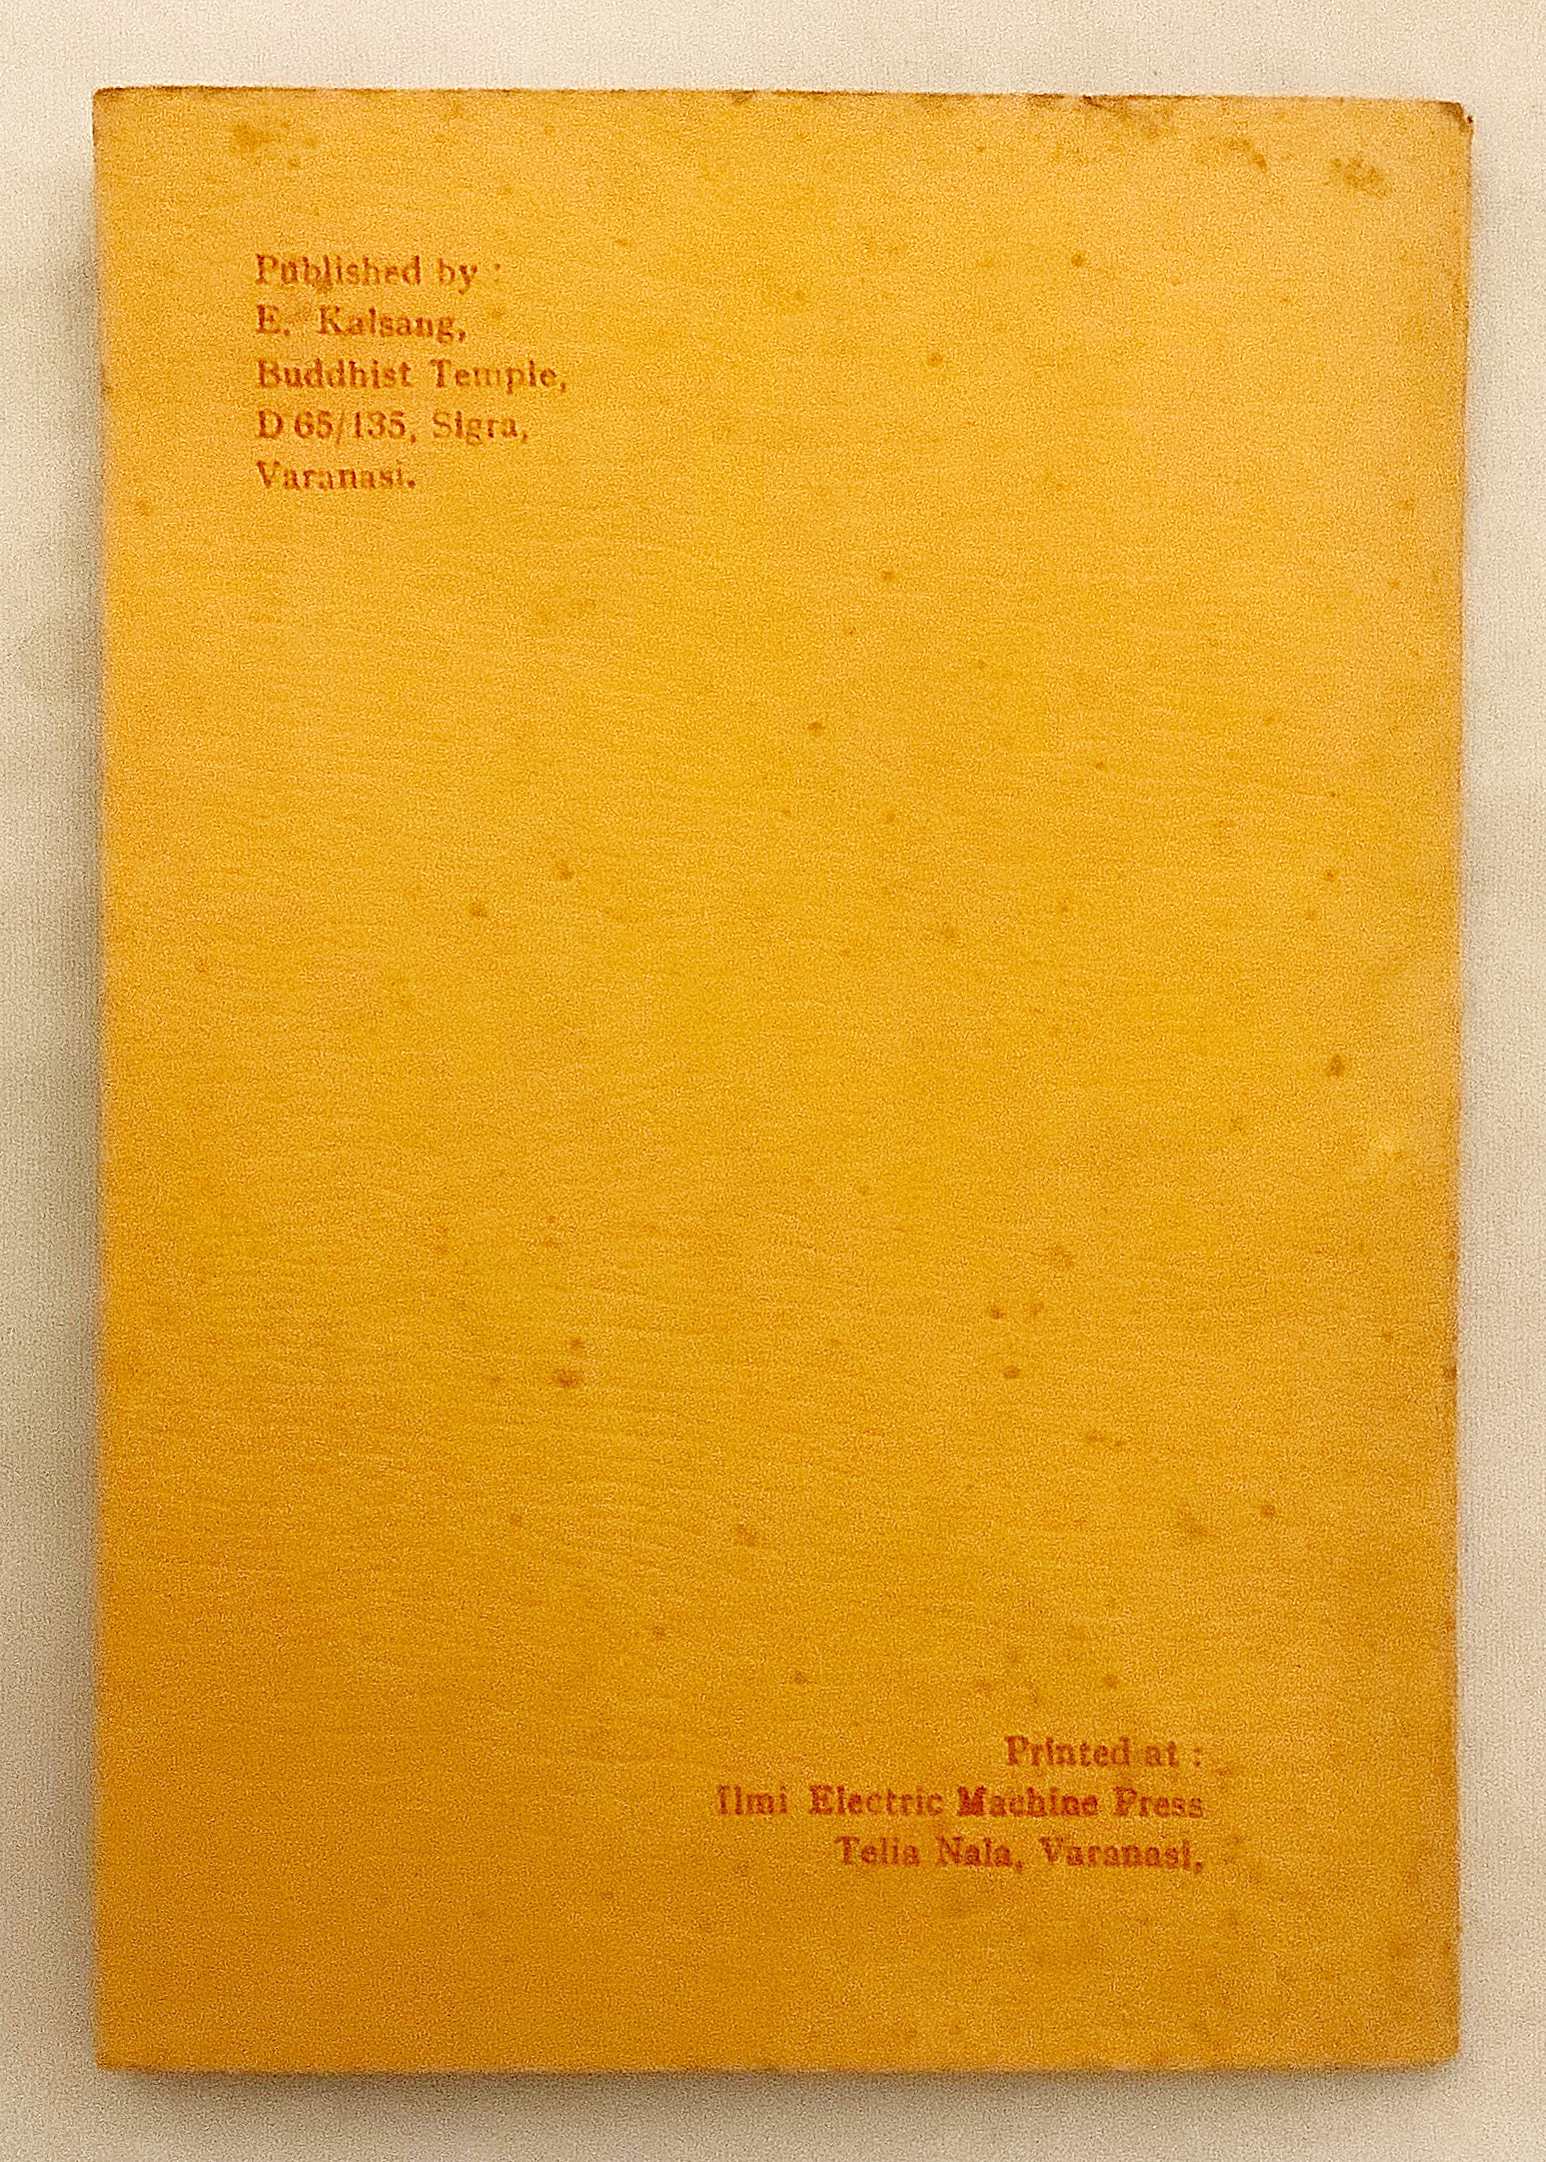 Published by :
E. Kalsang,
Buddhist Temple,
D 65/135, Sigra,
Varanasi.
Printed at :
Ilmi Electric Machine Press
Telia Nala, Varanasi,